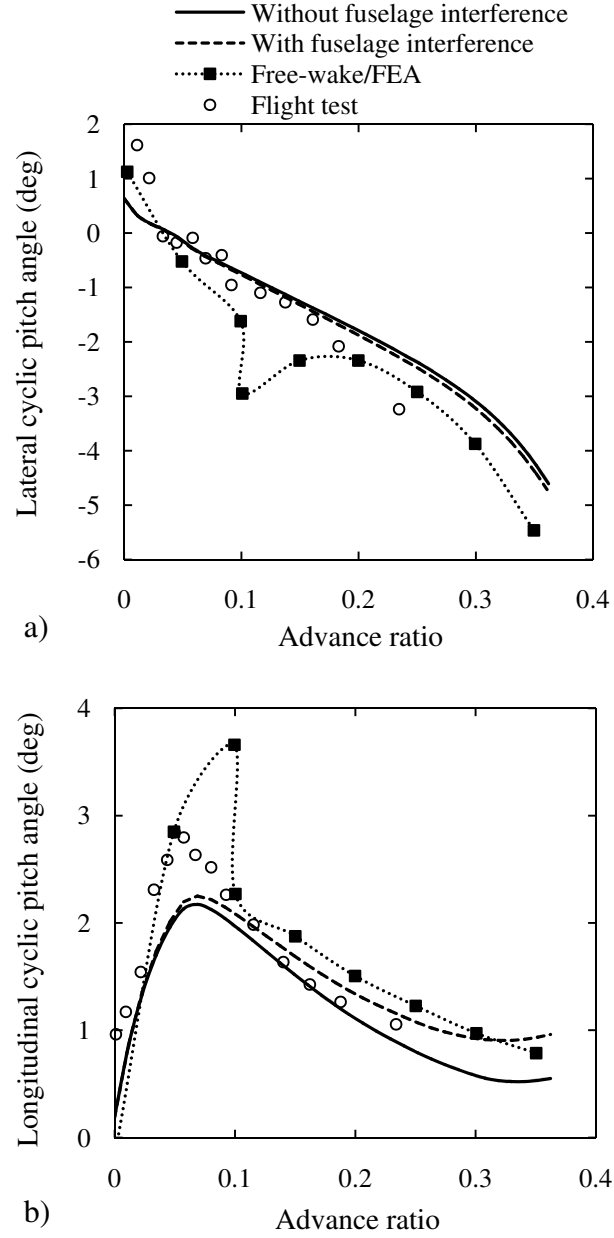 Without fuselage interference
With fuselage interference
Free-wake/FEA
Flight test
Lateral cyclic pitch angle (deg)
2
1
0
-1
-2
-3
-4
-5
-6
0
0.1
0.2
0.3
0.4
Advance ratio
a)
Longitudinal cyclic pitch angle (deg)
4
3
2
1
0
0
0.1
0.2
0.3
0.4
Advance ratio
b)